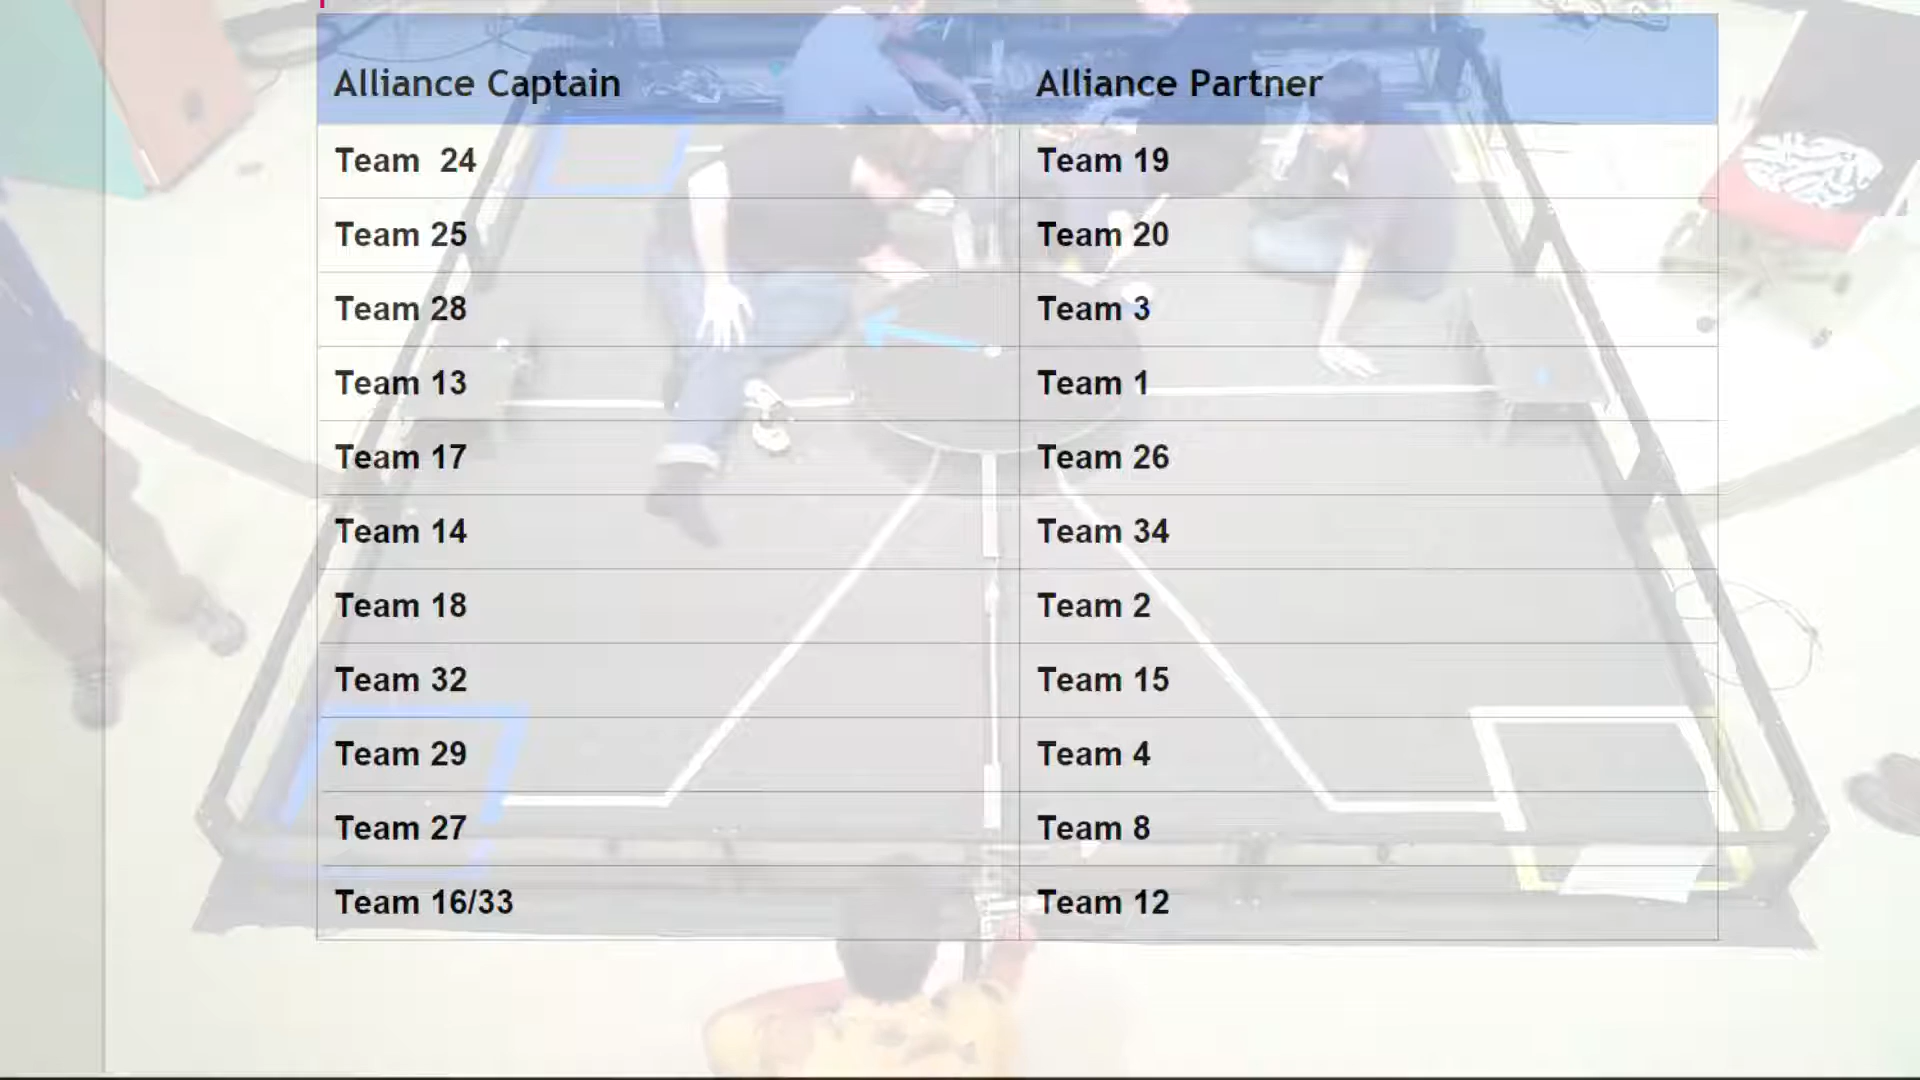 Alliance Captain Alliance Partner
Team 24 Team 19
Team 25 Team 20
Team 28 Team 3
Team 13 Team 1
Team 17 Team 26
Team 14 Team 34
Team 18 Team 2
Team 32 Team 15
Team 29 Team 4
Team 27 Team 8
Team 16/33 Team 12